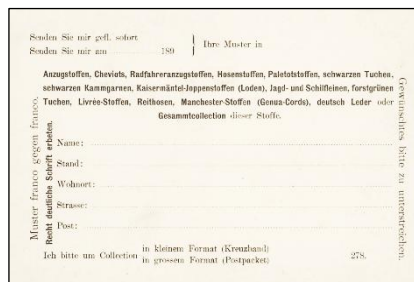 Senden Sie mir gefl. sofort
Senden Sie mir am 189
Ihre Muster in
Anzugstoffen, Cheviots, Radfahreranzugstoffen, Hosenstoffen, Paletotstoffen, schwarzen Tuchen,
schwarzen Kammgarnen, Kaisermäntel-Joppenstoffen (Loden), Jagd- und Schilfleinen, forstgrünen
Tuchen, Livrée-Stoffen, Reithosen, Manchester-Stoffen (Genua-Cords), deutsch Leder oder
Gesammtcollection dieser Stoffe.
Muster franco gegen franco.
Recht deutliche Schrift erbeten.
Name:
Stand:
Wohnort:
Strasse:
Post:
Gewünschtes bitte zu unterstreichen.
Ich bitte um Collection
in kleinem Format (Kreuzband)
in grossem Format (Postpacket)
278.